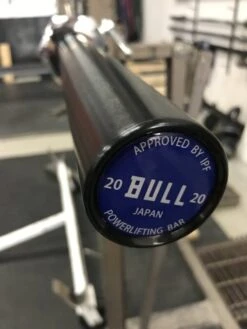 APPROVED BY IPF
20 BULL 20
JAPAN
POWERLIFTING BAR